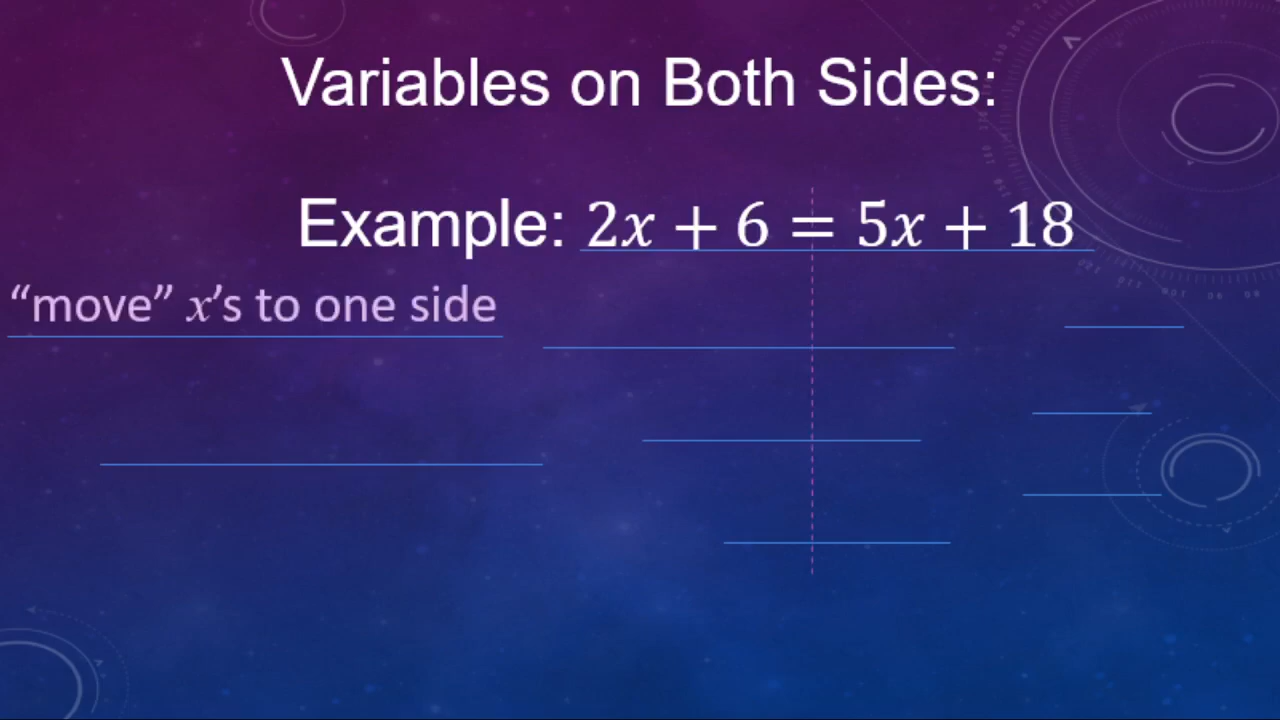 Variables on Both Sides:
Example: 2x + 6 = 5x + 18
“move” x’s to one side